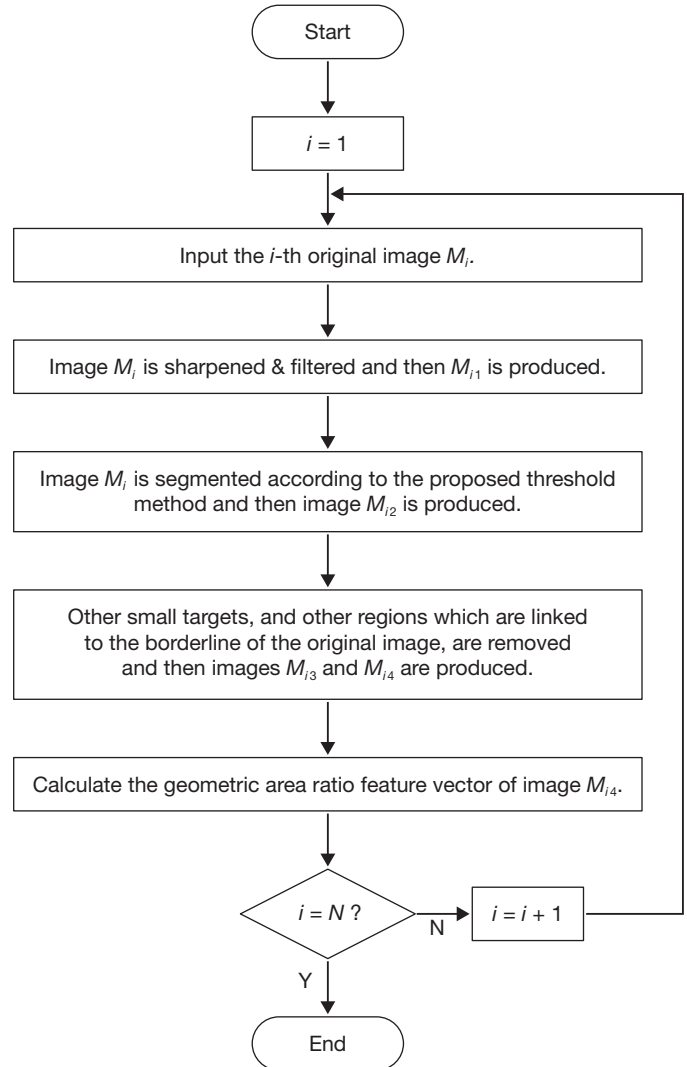 Start
i = 1
Input the i-th original image Mi.
Image Mi is sharpened & filtered and then Mi1 is produced.
Image Mi is segmented according to the proposed threshold
method and then image Mi2 is produced.
Other small targets, and other regions which are linked
to the borderline of the original image, are removed
and then images Mi3 and Mi4 are produced.
Calculate the geometric area ratio feature vector of image Mi4.
i = N ?
N
i = i + 1
Y
End